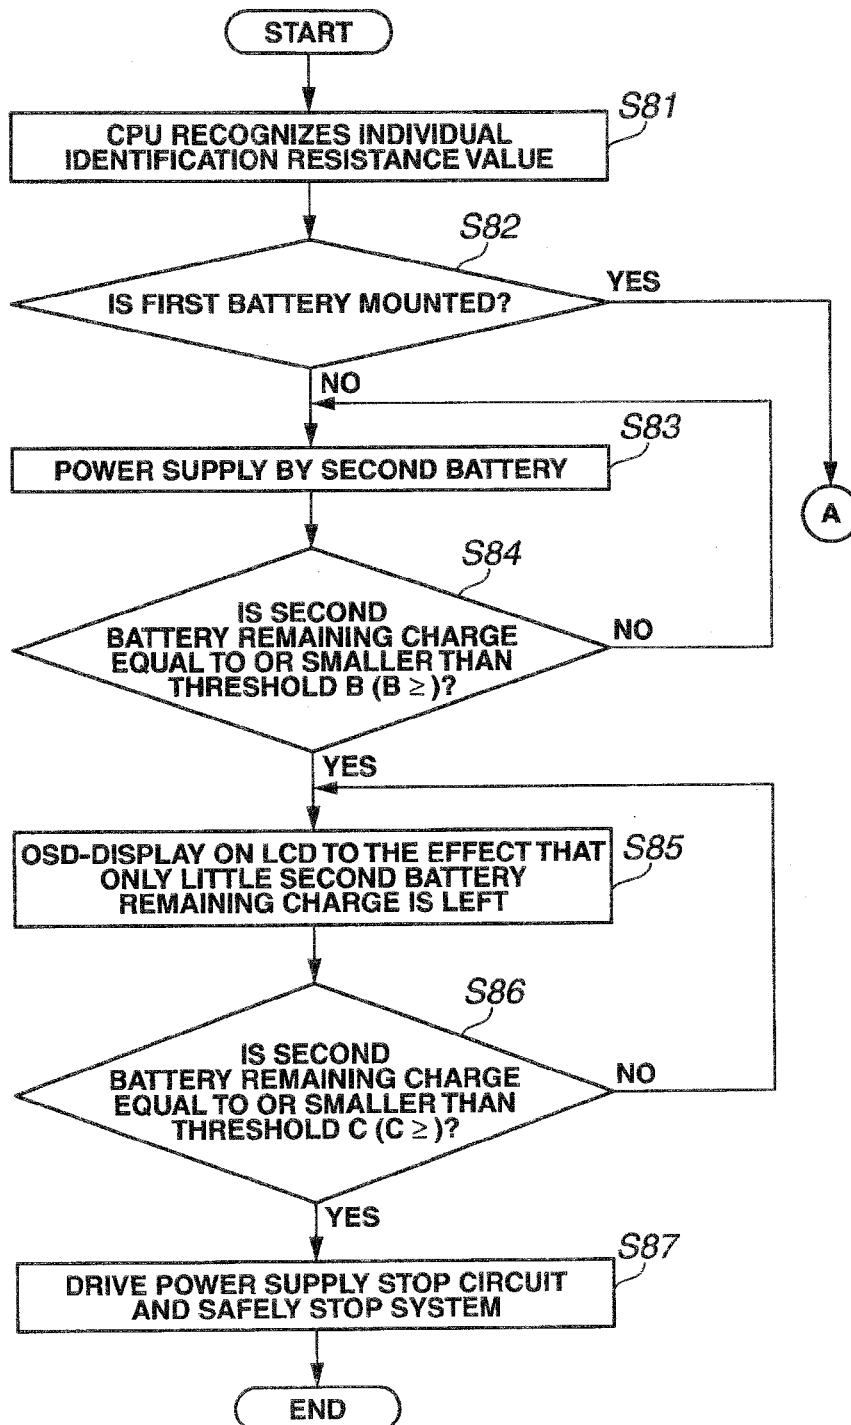 START
S81
CPU RECOGNIZES INDIVIDUAL
IDENTIFICATION RESISTANCE VALUE
S82
IS FIRST BATTERY MOUNTED?
YES
NO
S83
POWER SUPPLY BY SECOND BATTERY
A
S84
IS SECOND
BATTERY REMAINING CHARGE
EQUAL TO OR SMALLER THAN
THRESHOLD B (B ≥ )?
NO
YES
OSD-DISPLAY ON LCD TO THE EFFECT THAT
ONLY LITTLE SECOND BATTERY
REMAINING CHARGE IS LEFT
S85
S86
IS SECOND
BATTERY REMAINING CHARGE
EQUAL TO OR SMALLER THAN
THRESHOLD C (C ≥ )?
NO
YES
S87
DRIVE POWER SUPPLY STOP CIRCUIT
AND SAFELY STOP SYSTEM
END